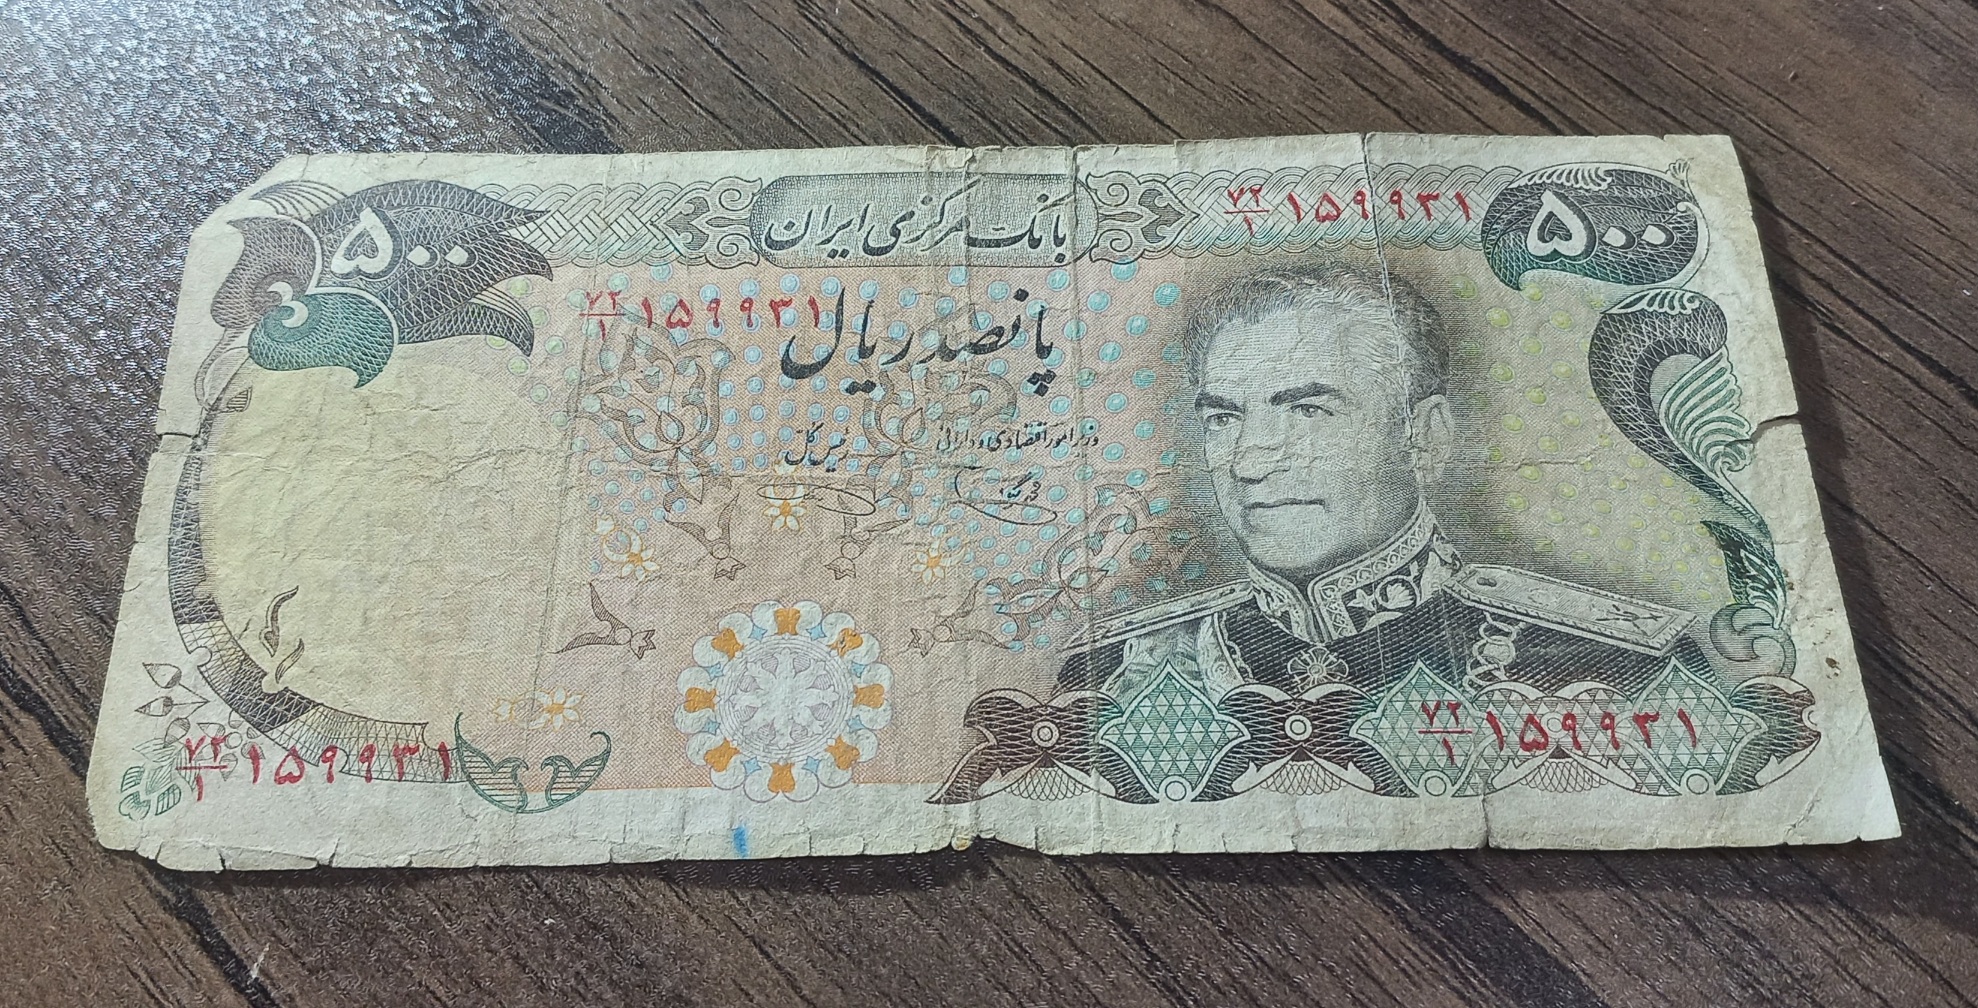 ۵۰۰
بانک مرکزی ایران
۷۲/۱ ۱۵۹۹۳۱
۵۰۰
۷۲/۱ ۱۵۹۹۳۱
پانصد ریال
وزیر امور اقتصادی و دارائی
رئیس کل
۷۲/۱ ۱۵۹۹۳۱
۷۲/۱ ۱۵۹۹۳۱